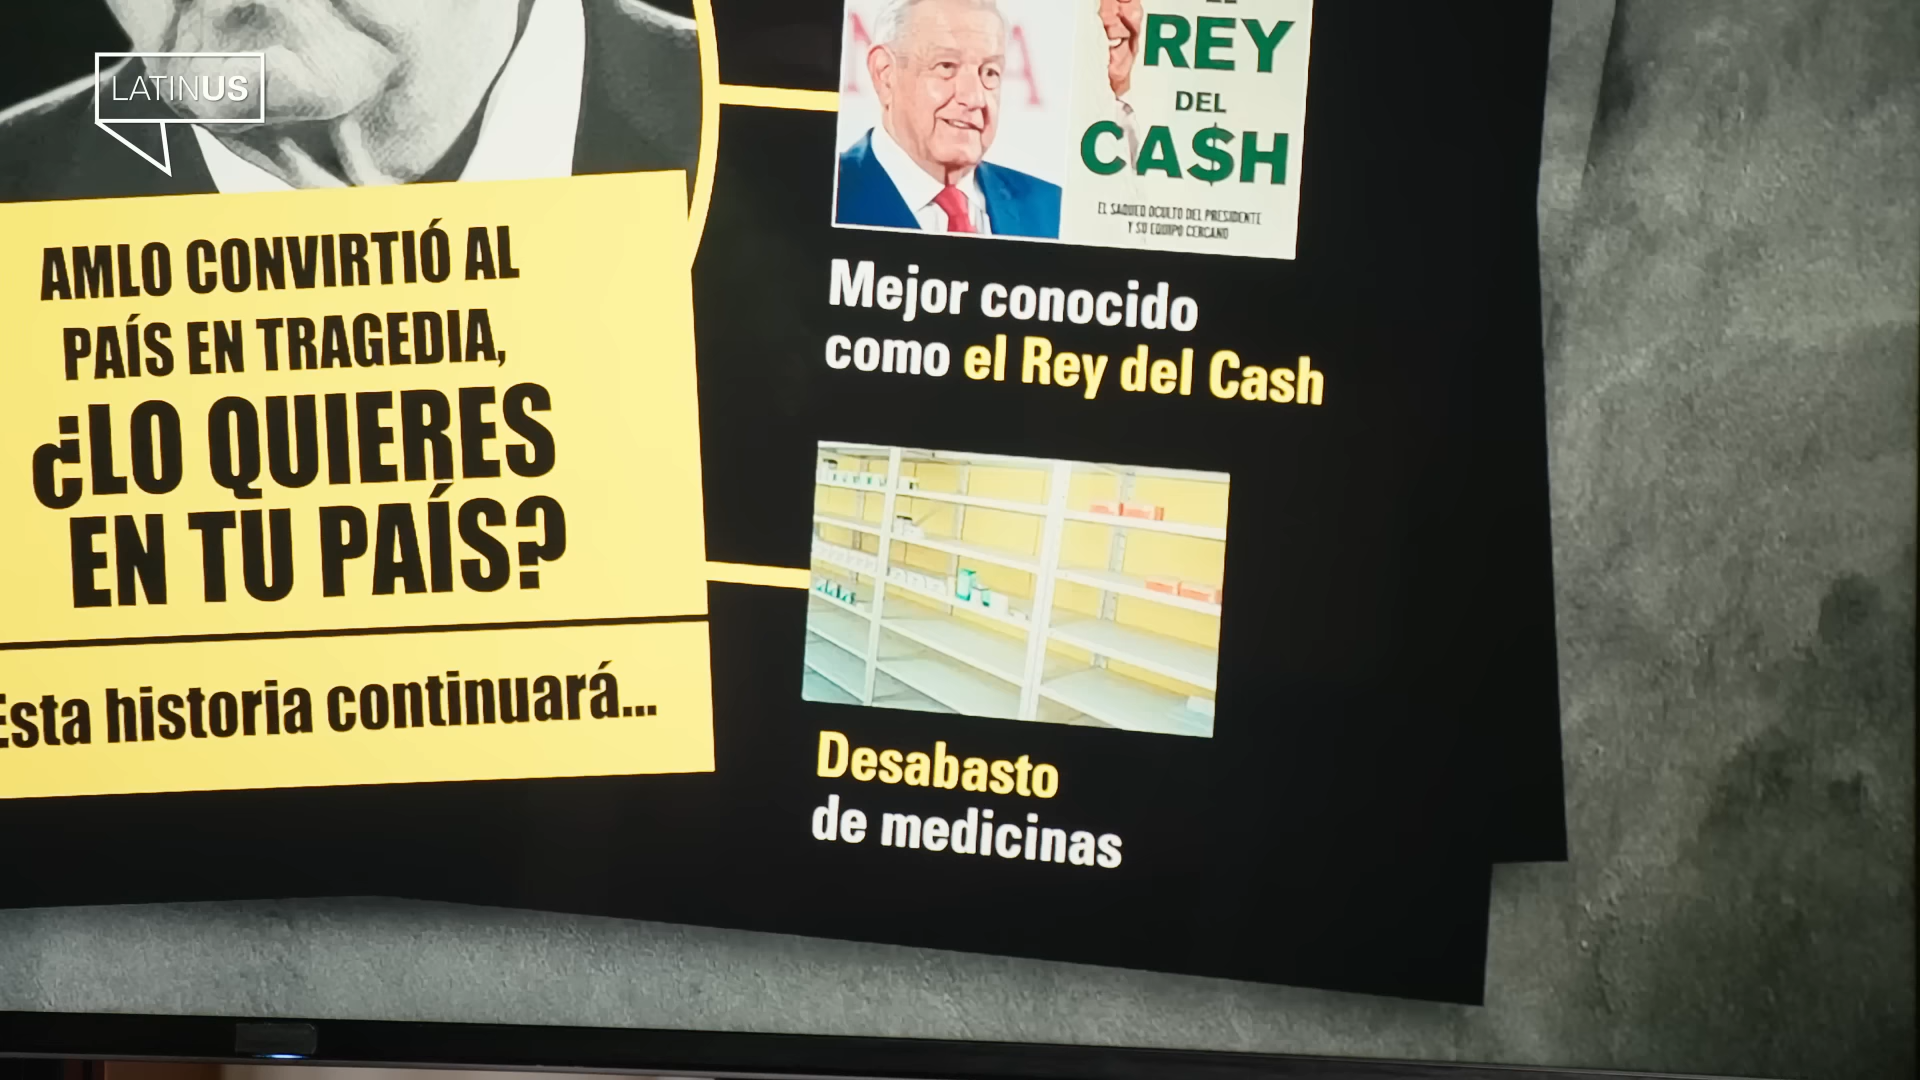 LATINUS
AMLO CONVIRTIÓ AL
PAÍS EN TRAGEDIA,
¿LO QUIERES
EN TU PAÍS?
Esta historia continuará...
REY
DEL
CA$H
EL SAQUEO OCULTO DEL PRESIDENTE
Y SU EQUIPO CERCANO
Mejor conocido
como el Rey del Cash
Desabasto
de medicinas